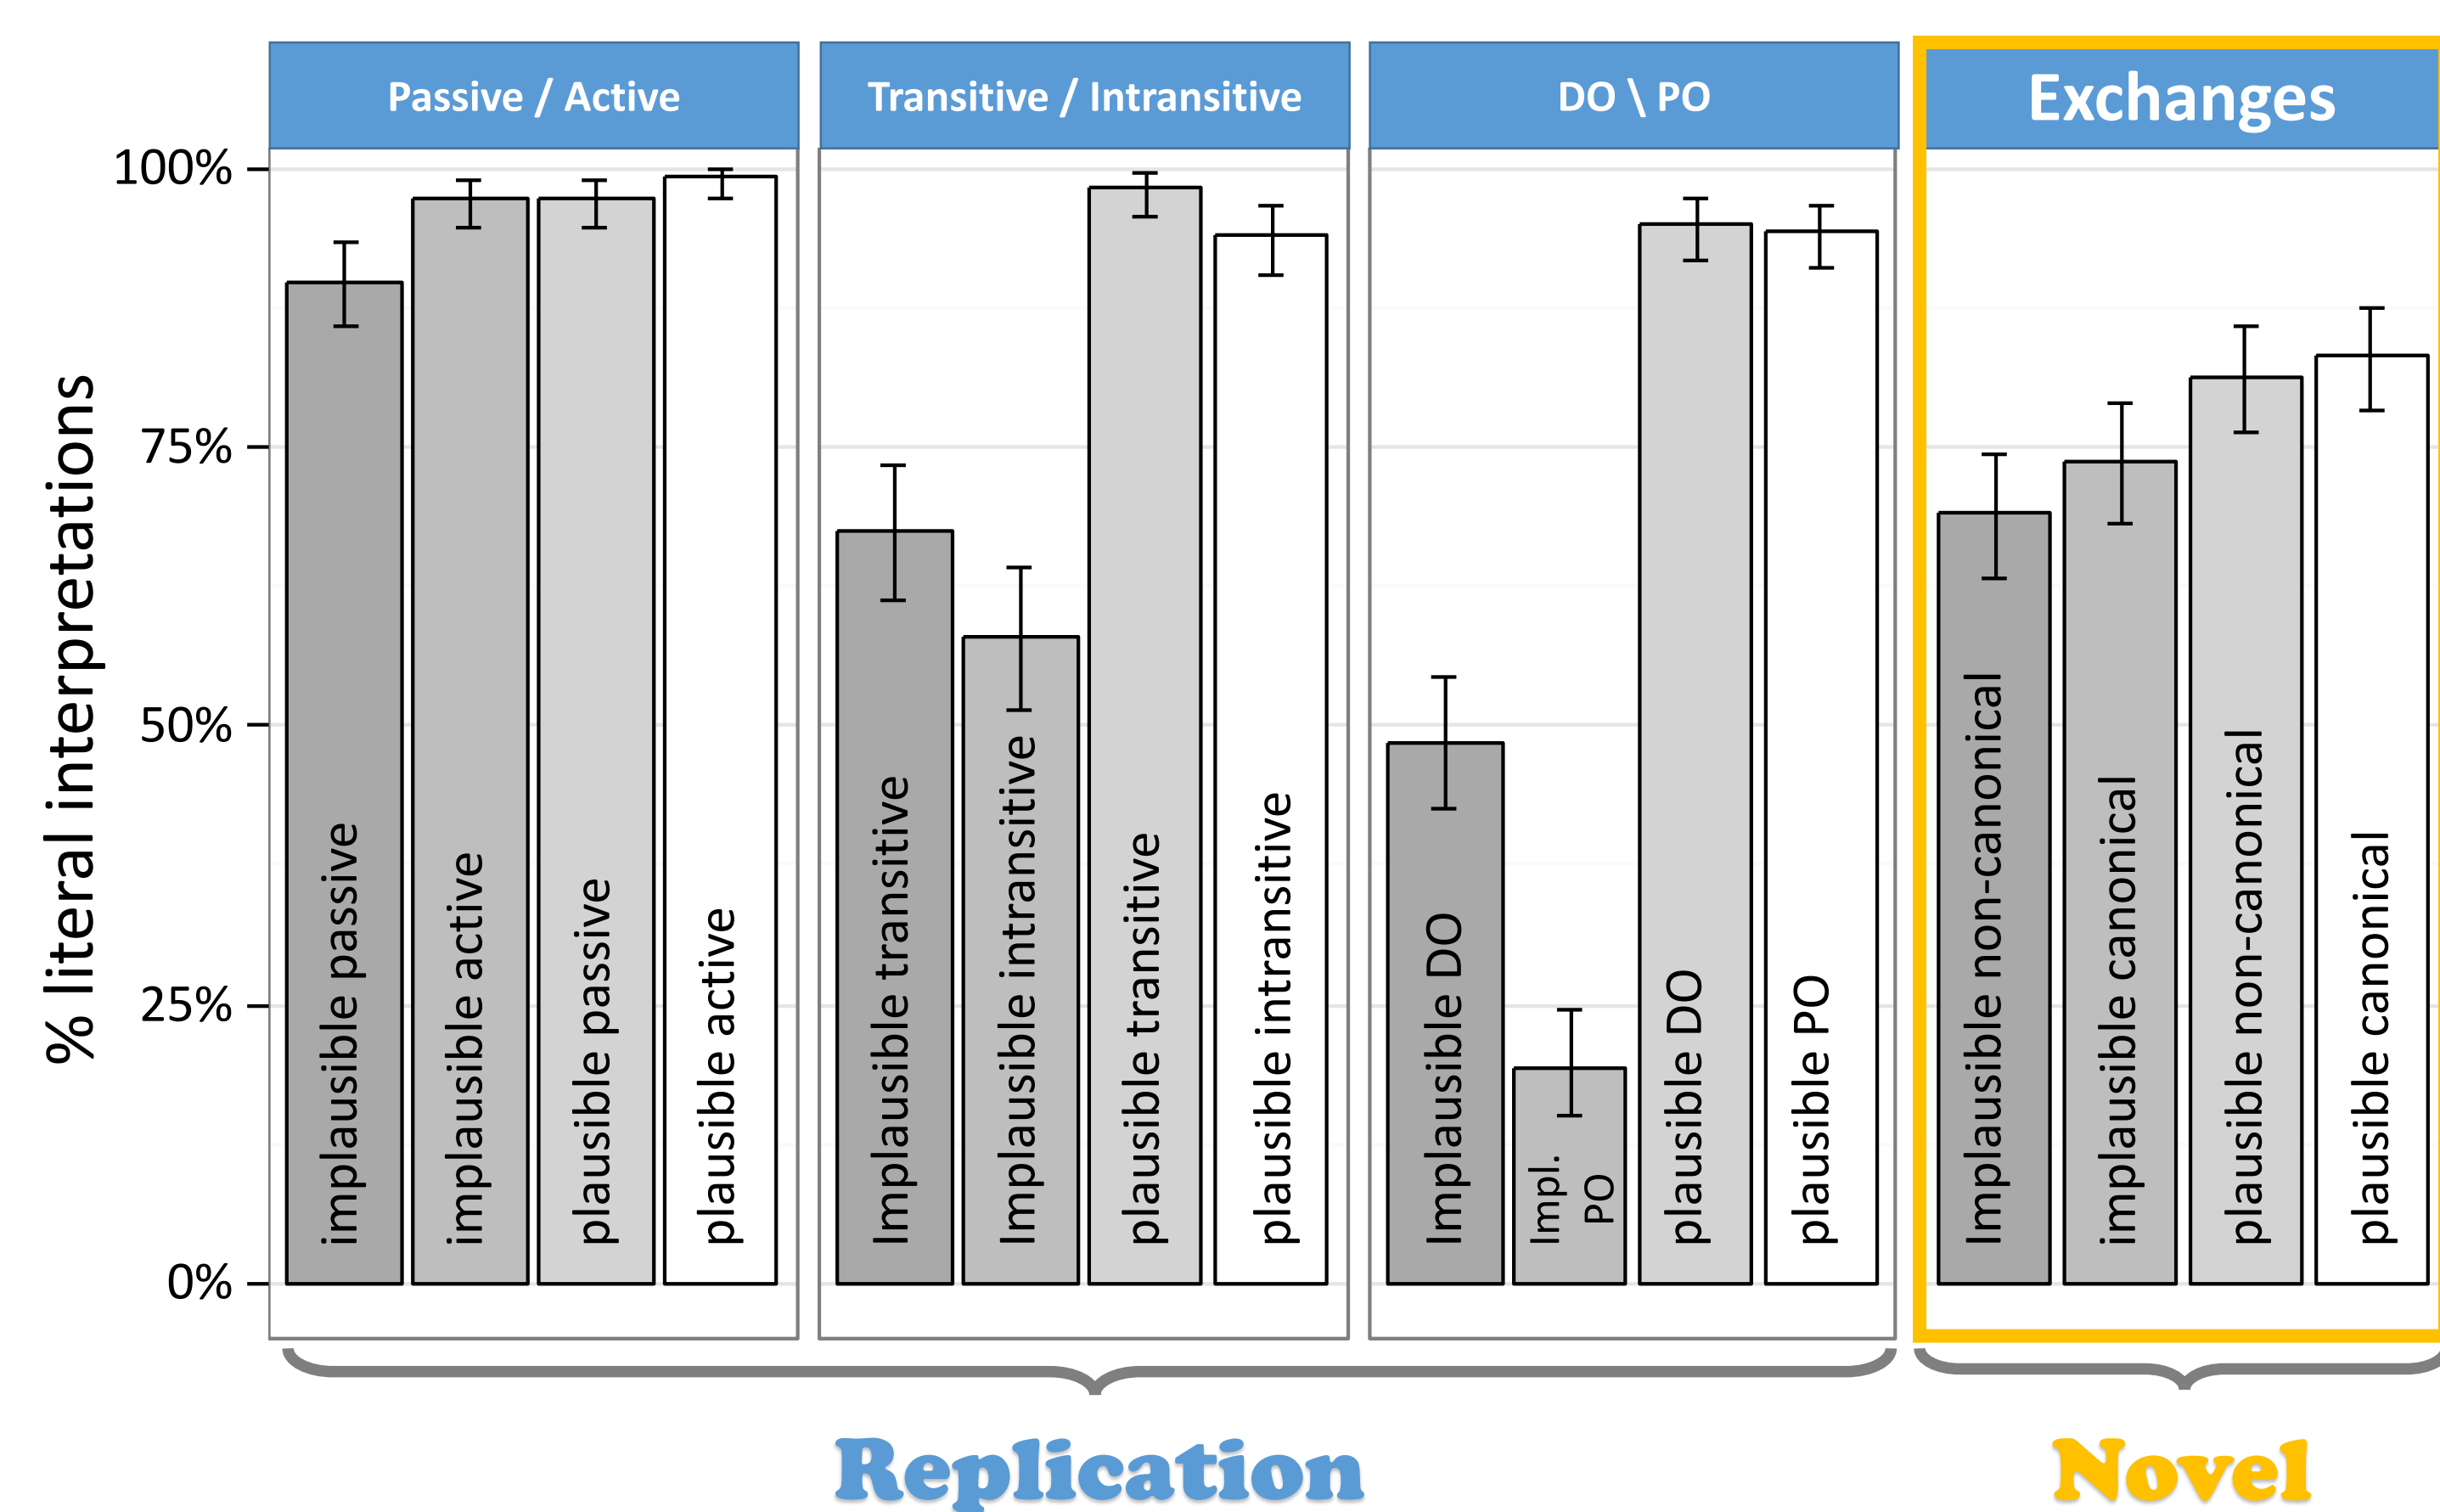 Passive / Active
Transitive / Intransitive
DO \ PO
Exchanges
% literal interpretations
100%
75%
50%
25%
0%
implausible passive
implausible active
plausible passive
plausible active
Implausible transitive
Implausible intransitive
plausible transitive
plausible intransitive
Implausible DO
Impl.
PO
plausible DO
plausible PO
Implausible non-canonical
implausible canonical
plausible non-canonical
plausible canonical
Replication
Novel